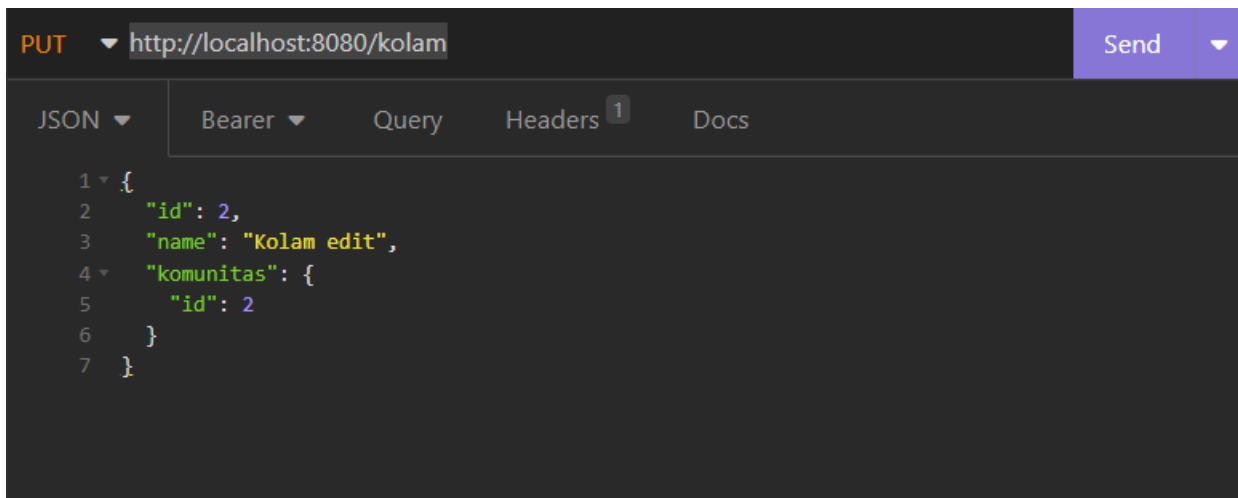 PUT http://localhost:8080/kolam Send
JSON Bearer Query Headers 1 Docs
1 {
2 "id": 2,
3 "name": "Kolam edit",
4 "komunitas": {
5 "id": 2
6 }
7 }